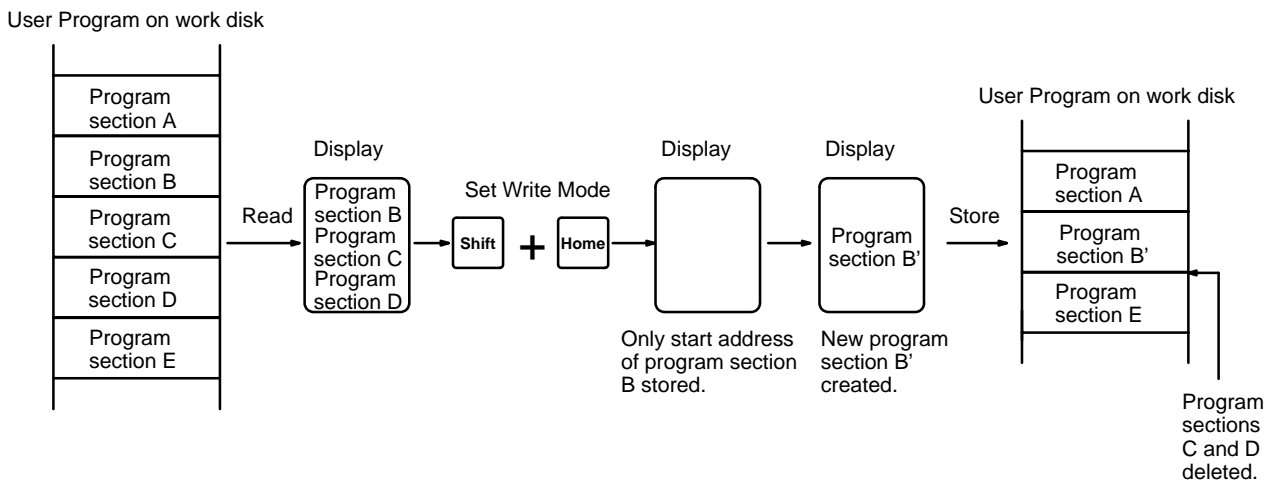 User Program on work disk
Program
section A
Program
section B
Program
section C
Program
section D
Program
section E
Read
Display
Program
section B
Program
section C
Program
section D
Set Write Mode
Shift
+
Home
Display
Only start address
of program section
B stored.
Display
Program
section B'
New program
section B'
created.
Store
User Program on work disk
Program
section A
Program
section B'
Program
section E
Program
sections
C and D
deleted.